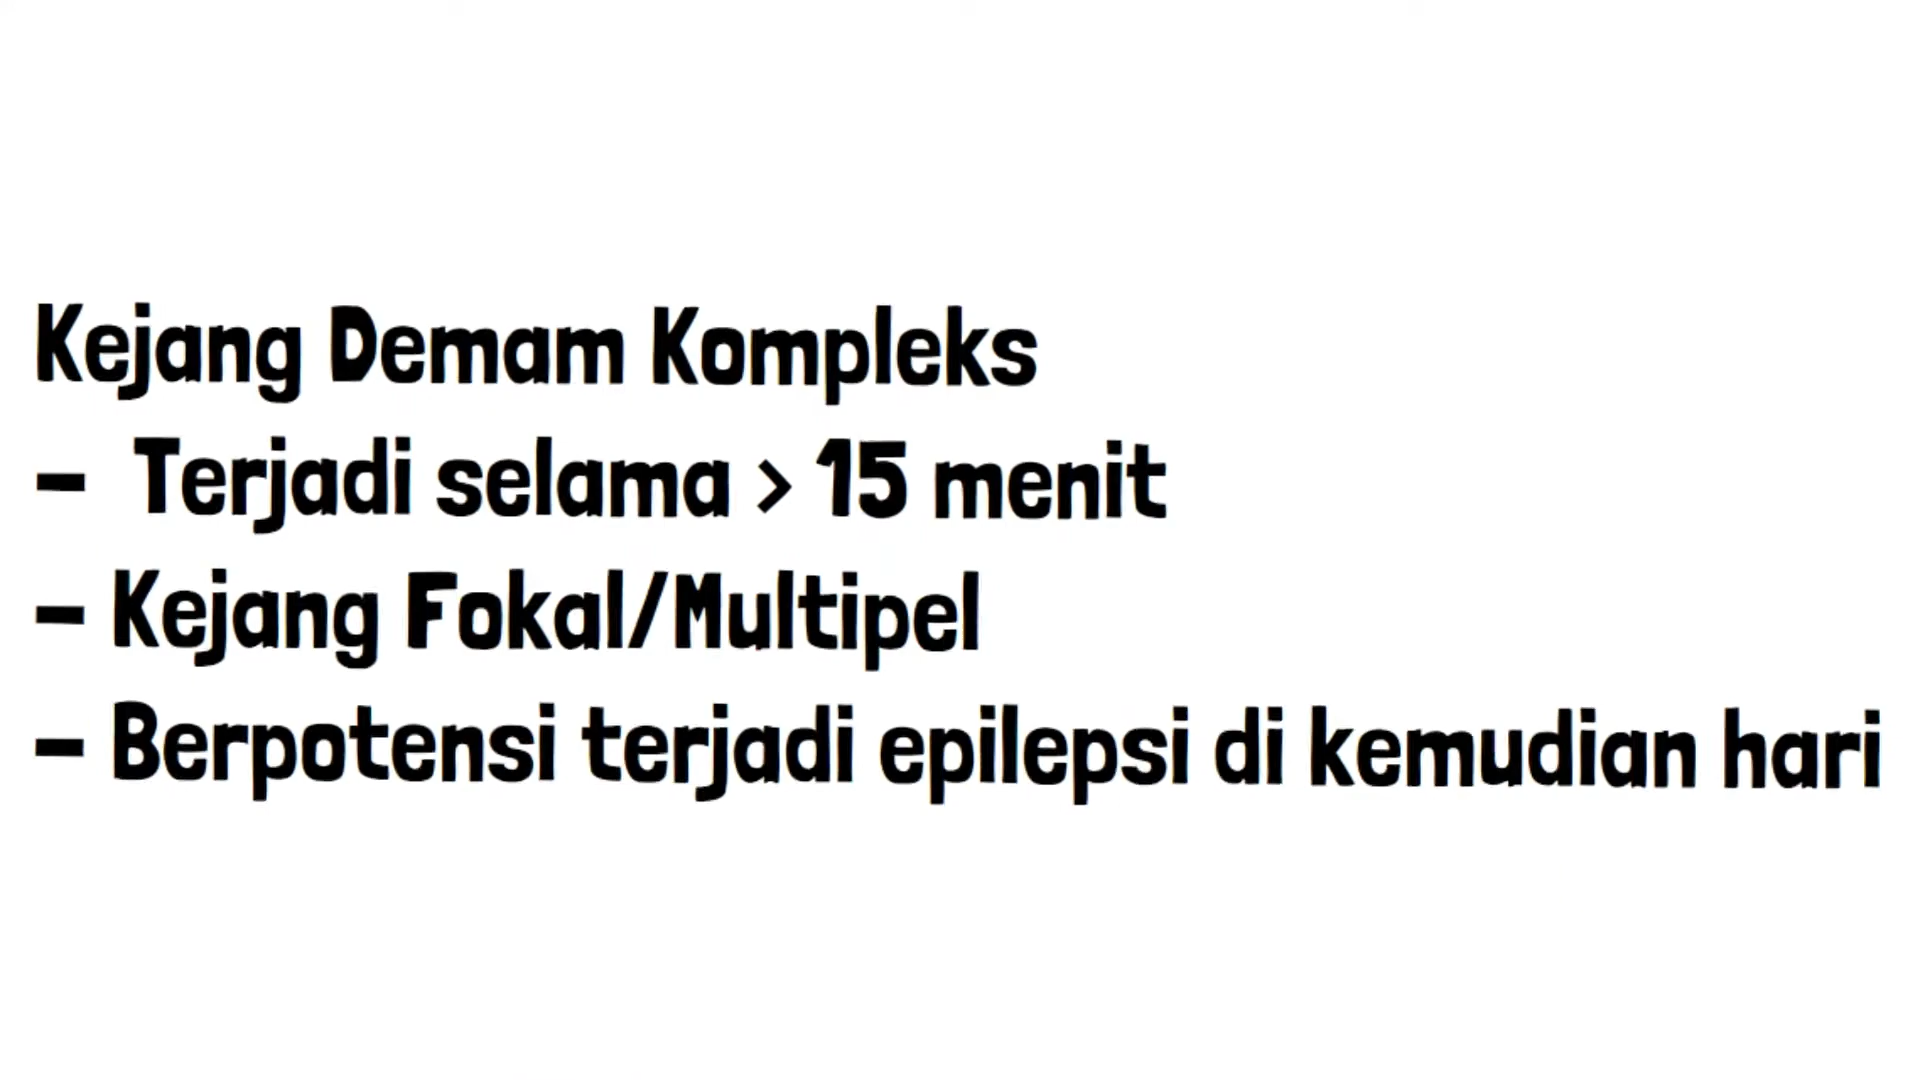 Kejang Demam Kompleks
- Terjadi selama > 15 menit
- Kejang Fokal/Multipel
- Berpotensi terjadi epilepsi di kemudian hari